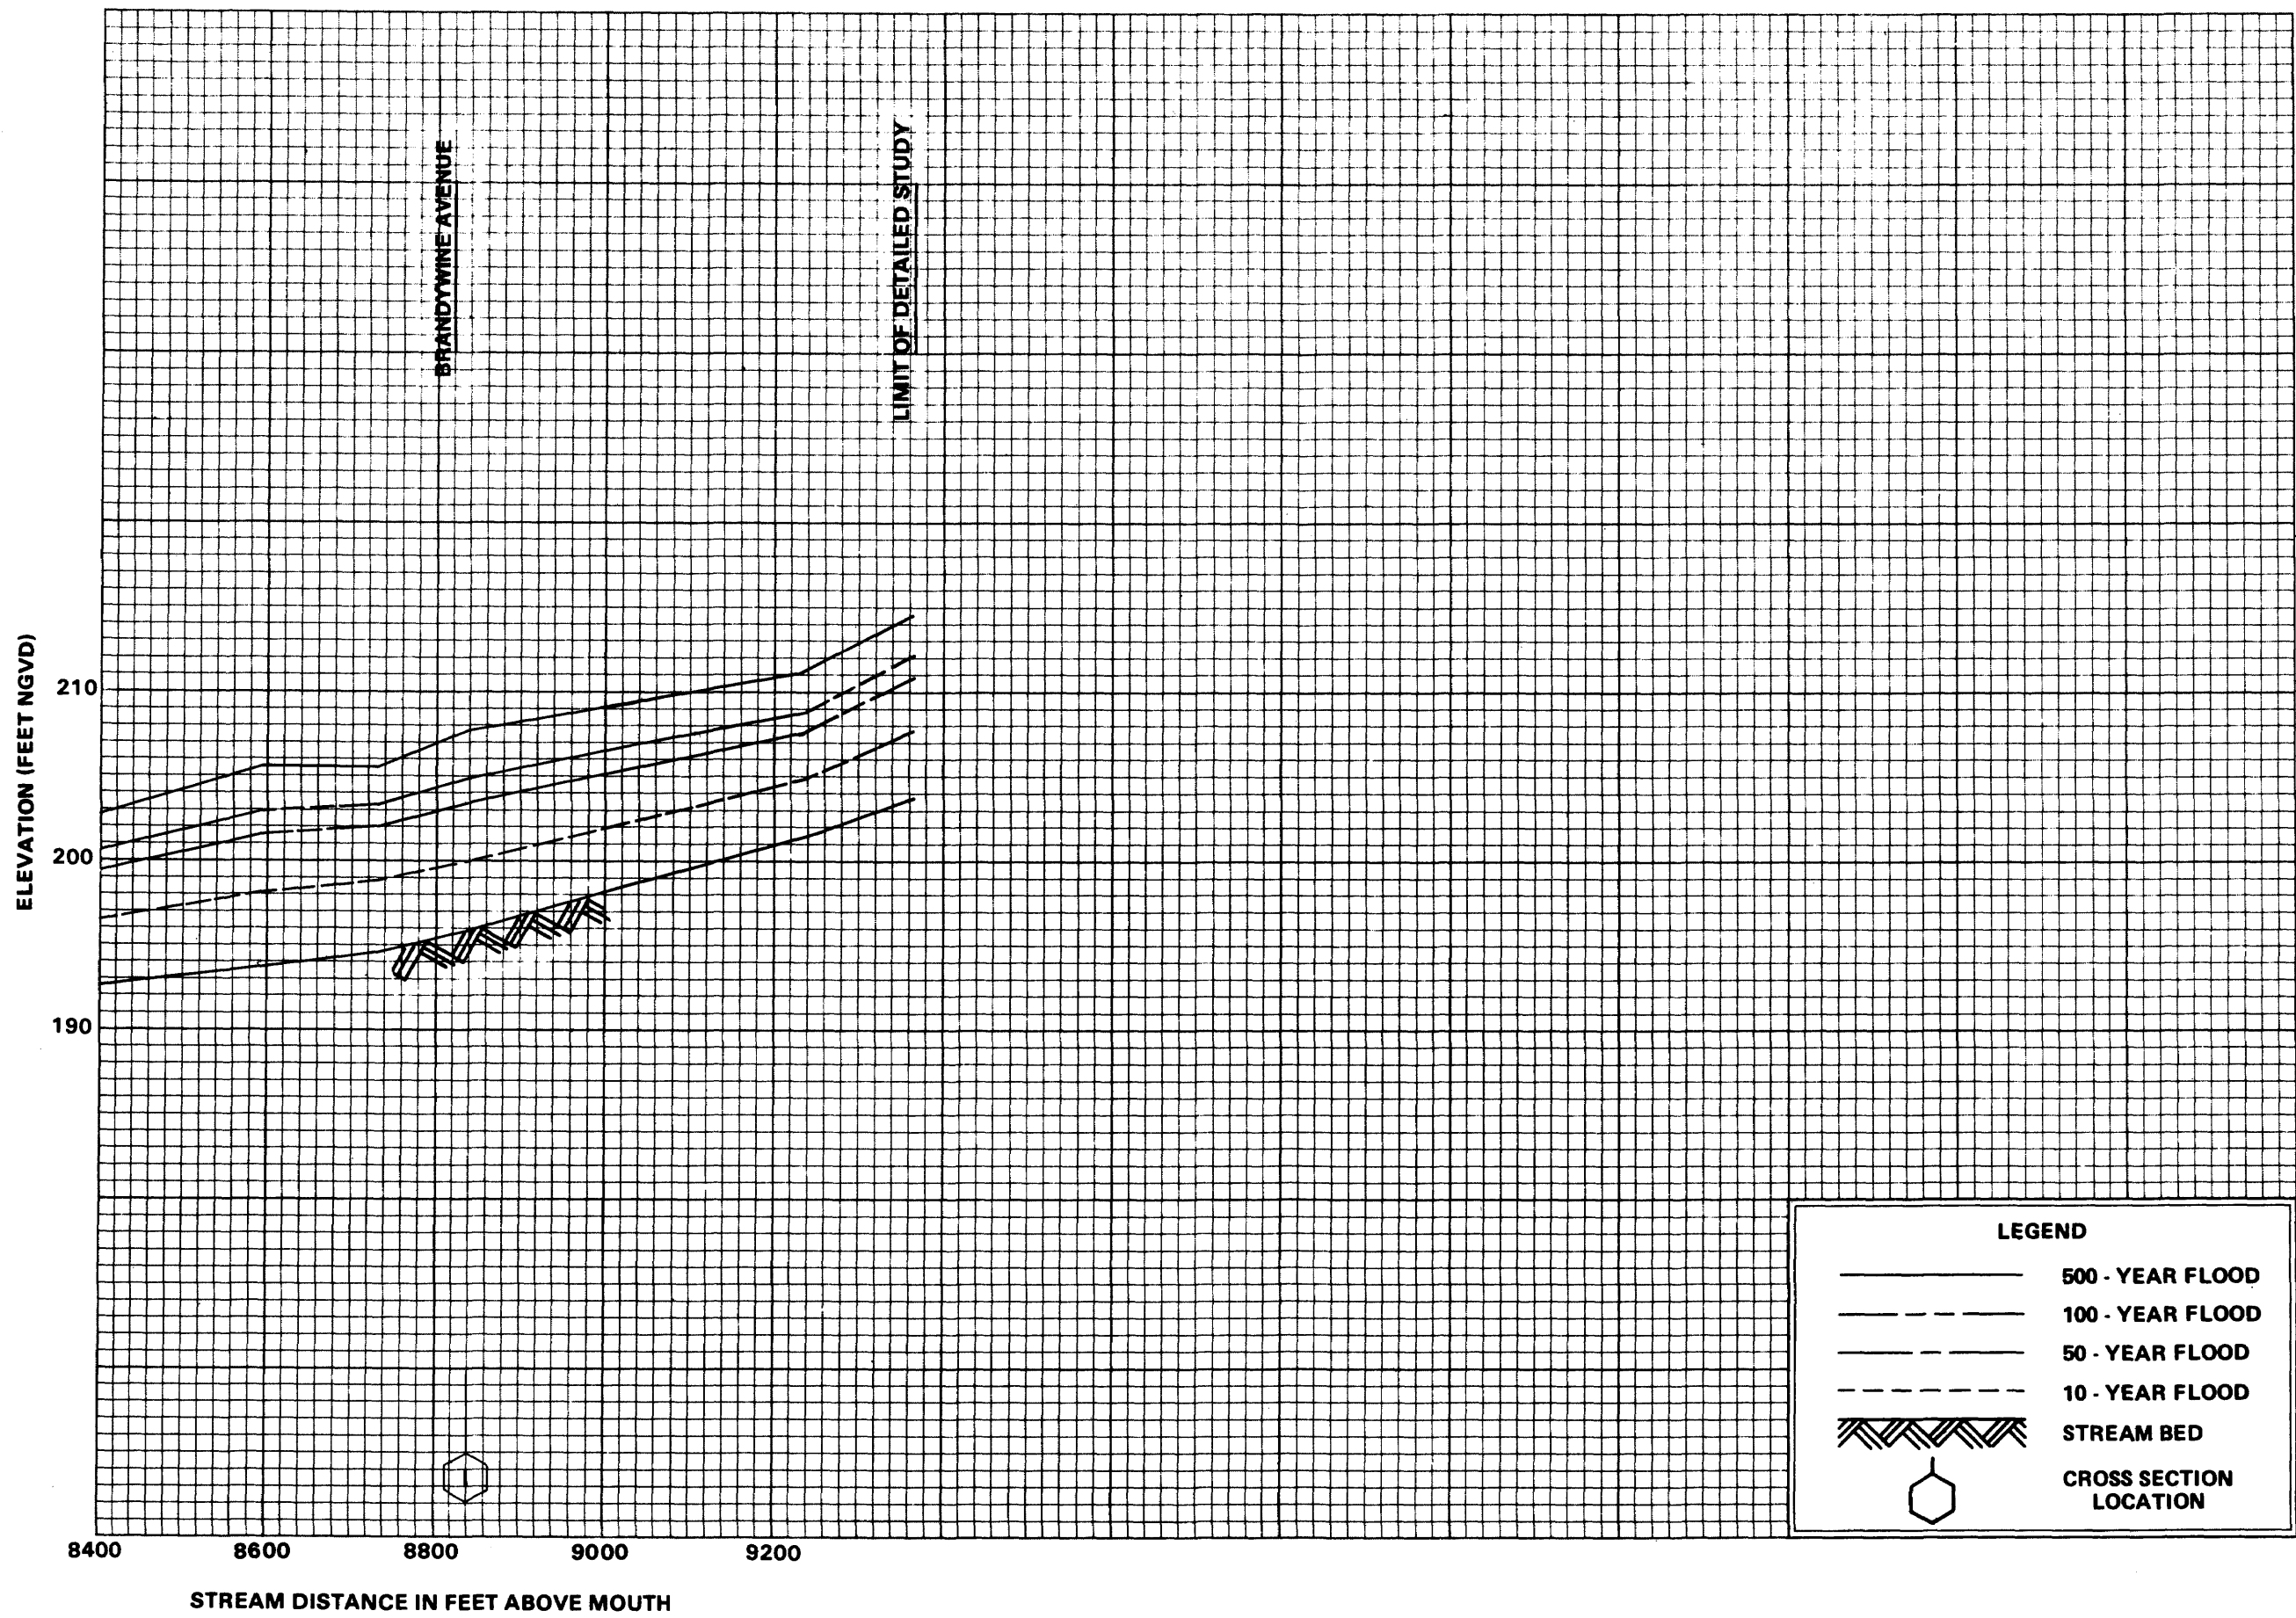 BRANDYWINE AVENUE
LIMIT OF DETAILED STUDY
ELEVATION (FEET NGVD)
210
200
190
I
8400
8600
8800
9000
9200
STREAM DISTANCE IN FEET ABOVE MOUTH
LEGEND
500 - YEAR FLOOD
100 - YEAR FLOOD
50 - YEAR FLOOD
10 - YEAR FLOOD
STREAM BED
CROSS SECTION
LOCATION